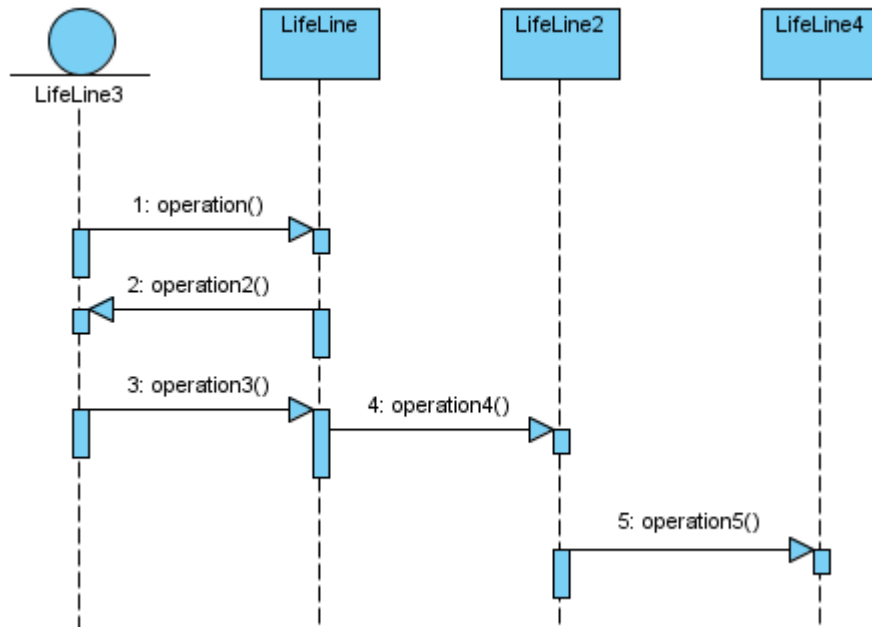 LifeLine
LifeLine2
LifeLine4
LifeLine3
1: operation()
2: operation2()
3: operation3()
4: operation4()
5: operation5()